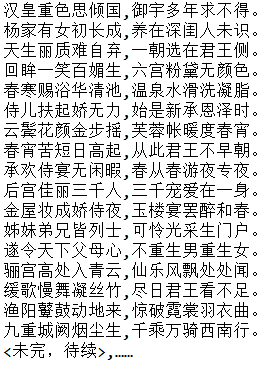 汉皇重色思倾国,御宇多年求不得。
杨家有女初长成,养在深闺人未识。
天生丽质难自弃,一朝选在君王侧。
回眸一笑百媚生,六宫粉黛无颜色。
春寒赐浴华清池,温泉水滑洗凝脂。
侍儿扶起娇无力,始是新承恩泽时。
云鬓花颜金步摇,芙蓉帐暖度春宵。
春宵苦短日高起,从此君王不早朝。
承欢侍宴无闲暇,春从春游夜专夜。
后宫佳丽三千人,三千宠爱在一身。
金屋妆成娇侍夜,玉楼宴罢醉和春。
姊妹弟兄皆列士,可怜光采生门户。
遂令天下父母心,不重生男重生女。
骊宫高处入青云,仙乐风飘处处闻。
缓歌慢舞凝丝竹,尽日君王看不足。
渔阳鼙鼓动地来,惊破霓裳羽衣曲。
九重城阙烟尘生,千乘万骑西南行。
<未完，待续>,……